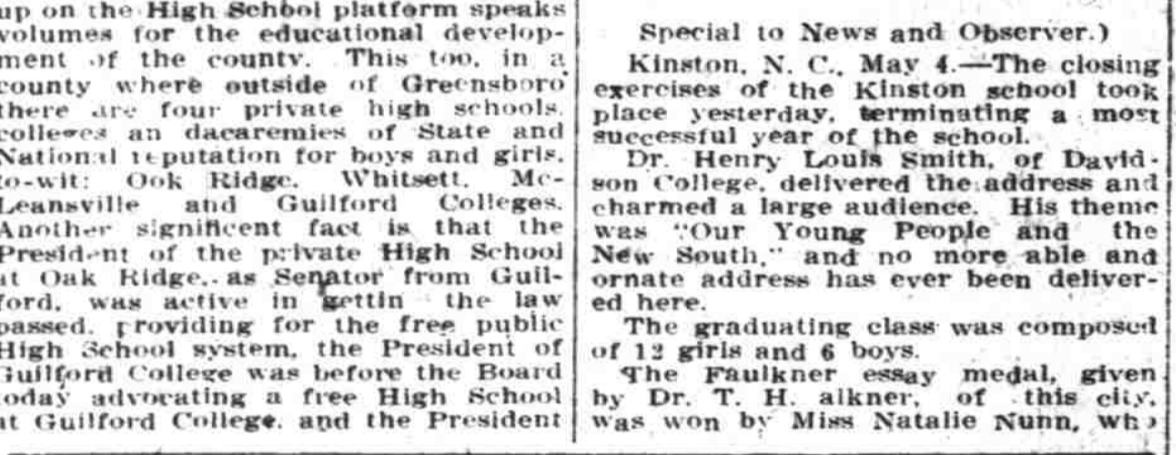 up on the High School platform speaks
volumes for the educational develop-
ment of the county. This too, in a
county where outside of Greensboro
there are four private high schools,
colleges an dacaremies of State and
National reputation for boys and girls,
to-wit: Ook Ridge, Whitsett, Mc-
Leansville and Guilford Colleges.
Another significent fact is that the
President of the private High School
at Oak Ridge, as Senator from Guil-
ford, was active in gettin the law
passed, providing for the free public
High School system, the President of
Guilford College was before the Board
today advocating a free High School
at Guilford College, and the President
Special to News and Observer.)
Kinston, N. C., May 4.—The closing
exercises of the Kinston school took
place yesterday, terminating a most
successful year of the school.
Dr. Henry Louis Smith, of David-
son College, delivered the address and
charmed a large audience. His theme
was "Our Young People and the
New South," and no more able and
ornate address has ever been deliver-
ed here.
The graduating class was composed
of 12 girls and 6 boys.
The Faulkner essay medal, given
by Dr. T. H. alkner, of this city,
was won by Miss Natalie Nunn, who